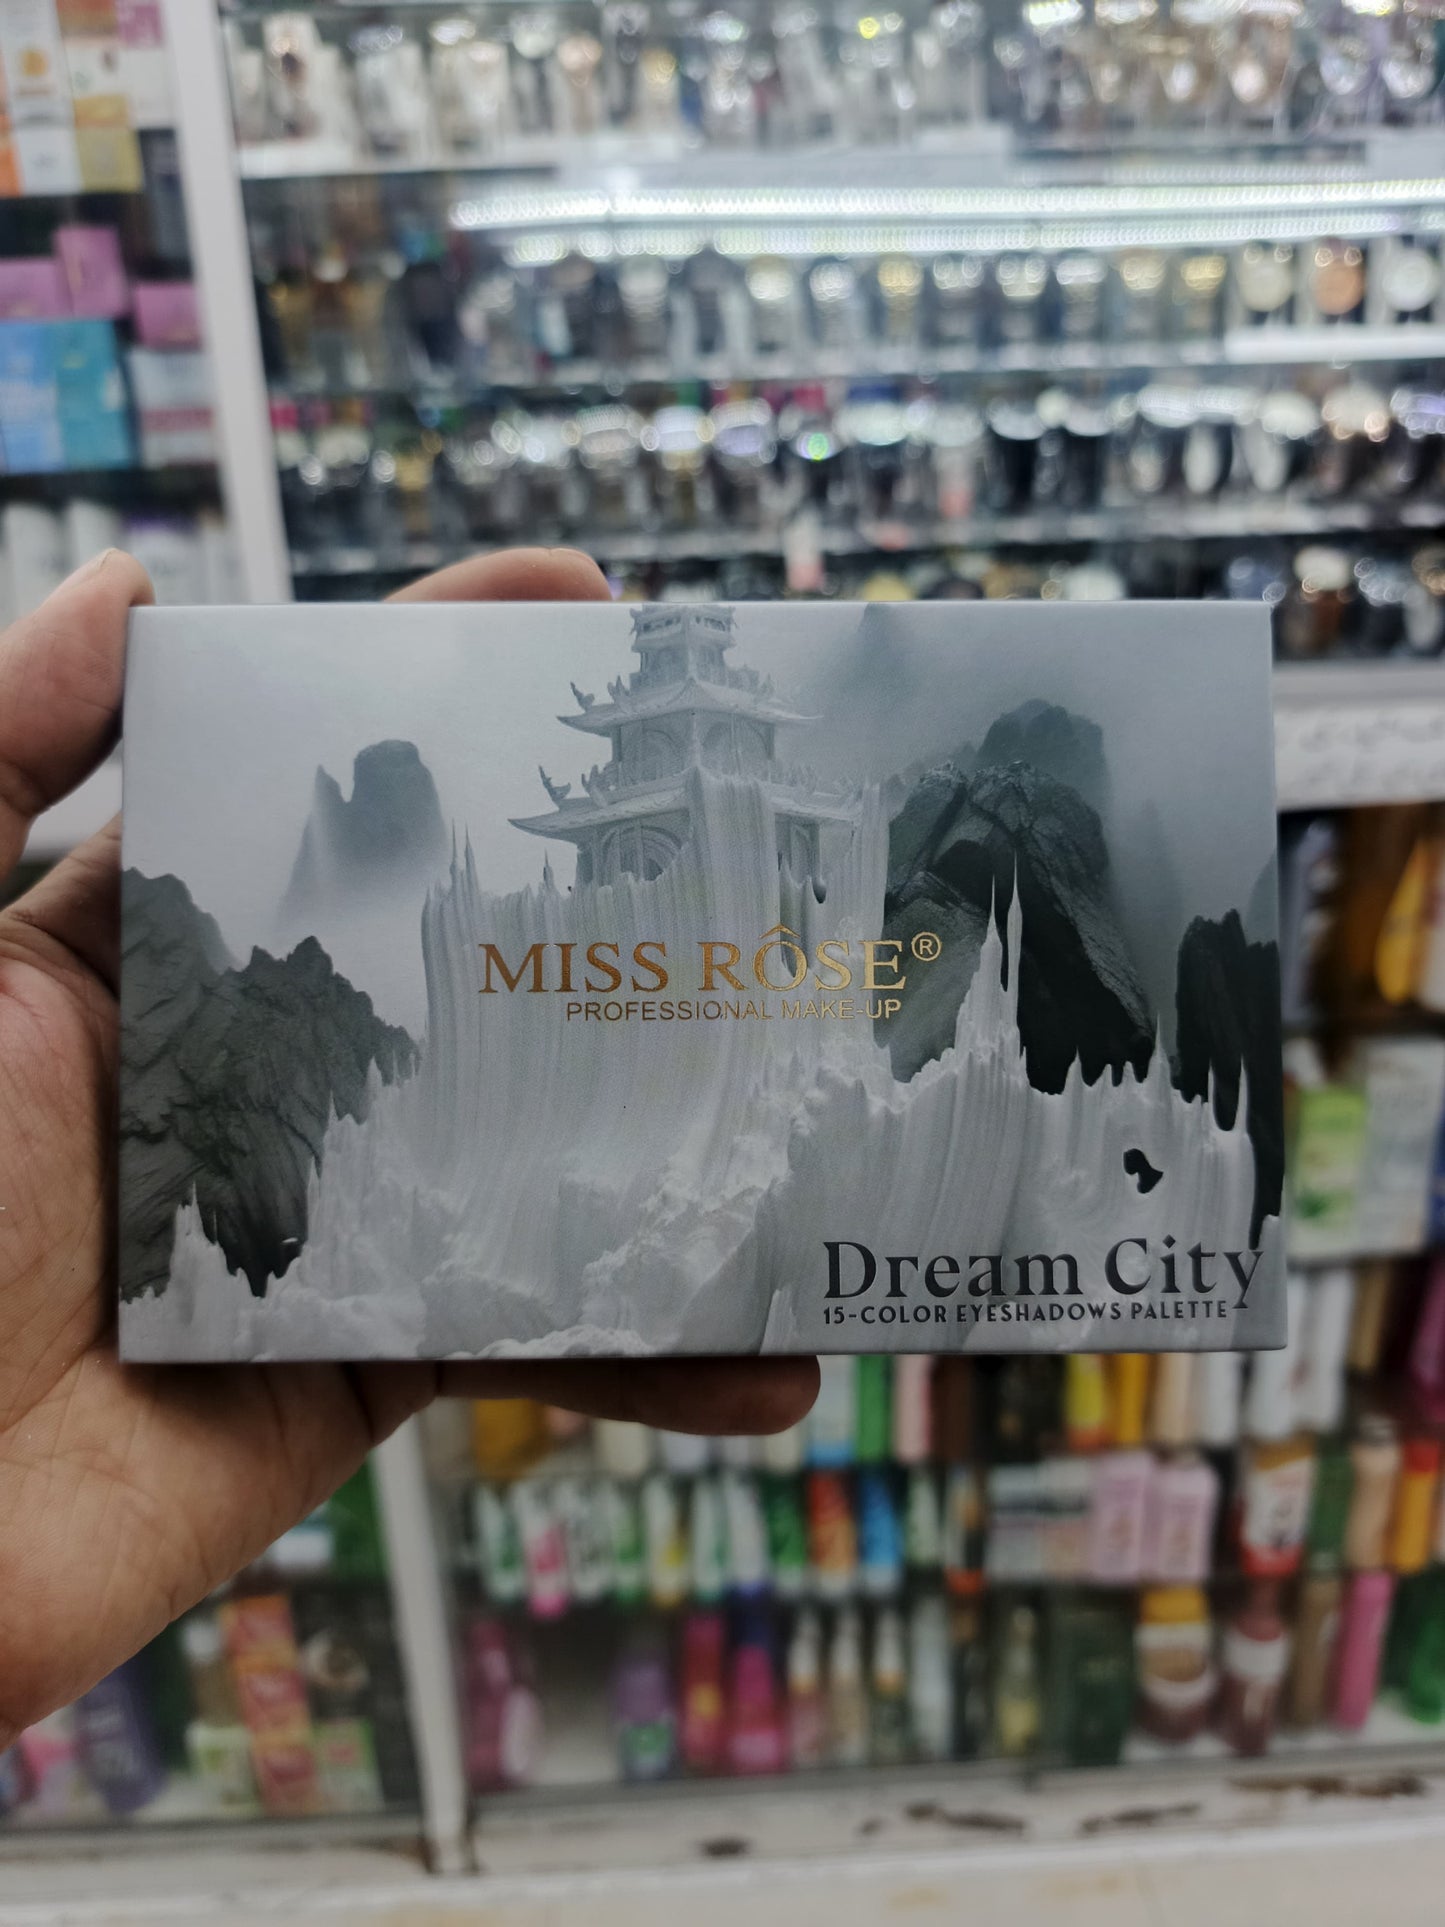 MISS RÔSE®
PROFESSIONAL MAKE-UP
Dream City
15-COLOR EYESHADOWS PALETTE